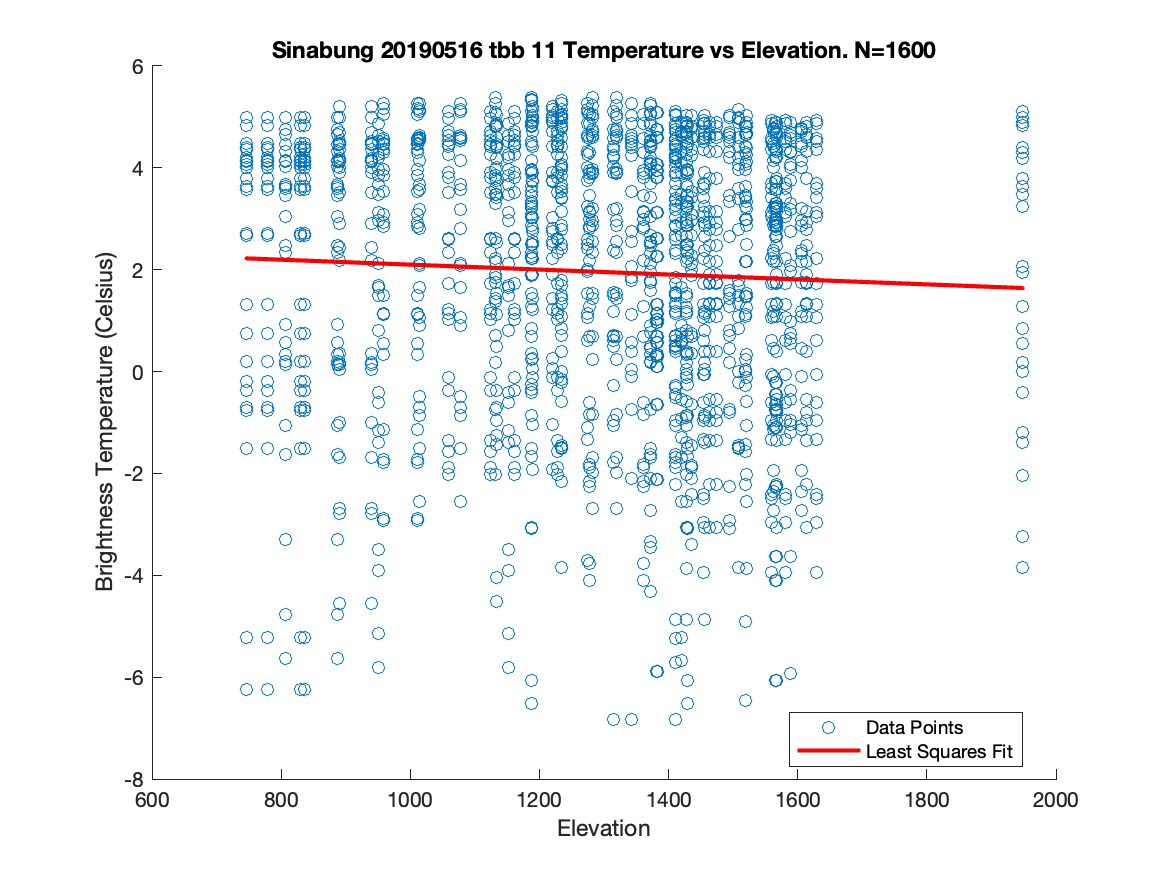 Sinabung 20190516 tbb 11 Temperature vs Elevation. N=1600
6
4
2
0
-2
-4
-6
-8
Brightness Temperature (Celsius)
600 800 1000 1200 1400 1600 1800 2000
Elevation
Data Points
Least Squares Fit